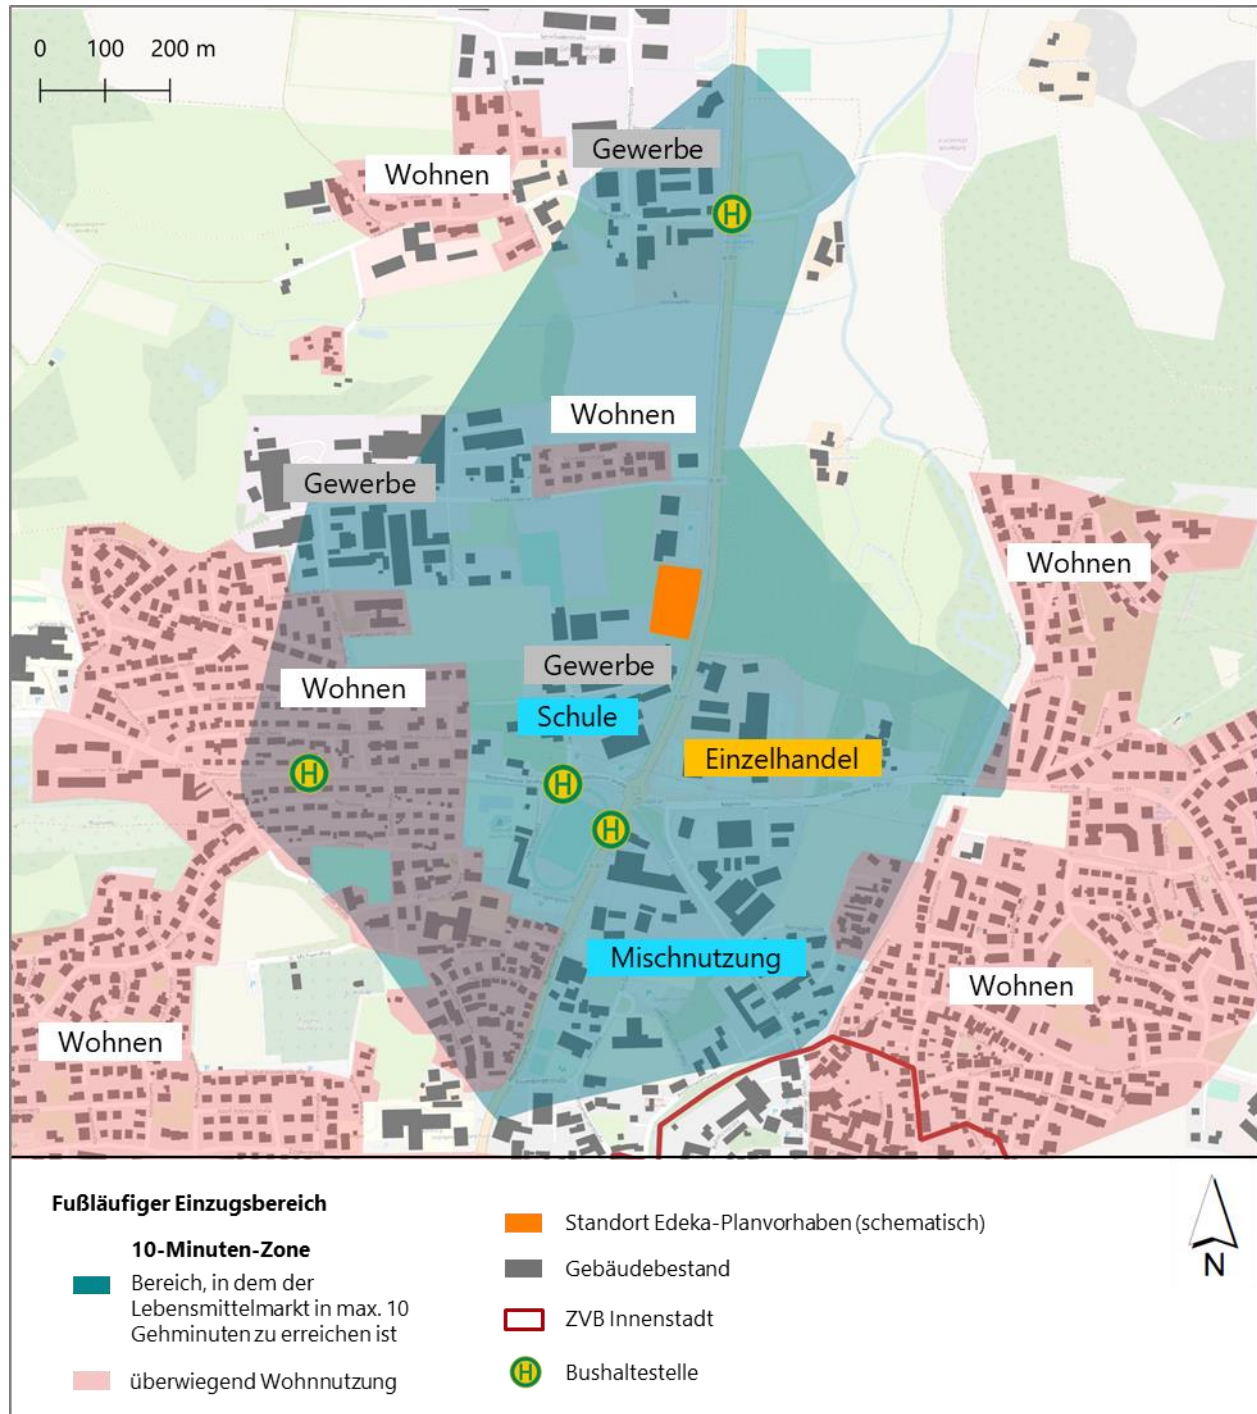 0 100 200 m
Gewerbe
Wohnen
H
Wohnen
Gewerbe
Wohnen
Gewerbe
Wohnen
Schule
Einzelhandel
H
H
H
Mischnutzung
Wohnen
Wohnen
Fußläufiger Einzugsbereich
10-Minuten-Zone
Bereich, in dem der
Lebensmittelmarkt in max. 10
Gehminuten zu erreichen ist
überwiegend Wohnnutzung
Standort Edeka-Planvorhaben (schematisch)
Gebäudebestand
ZVB Innenstadt
H Bushaltestelle
N